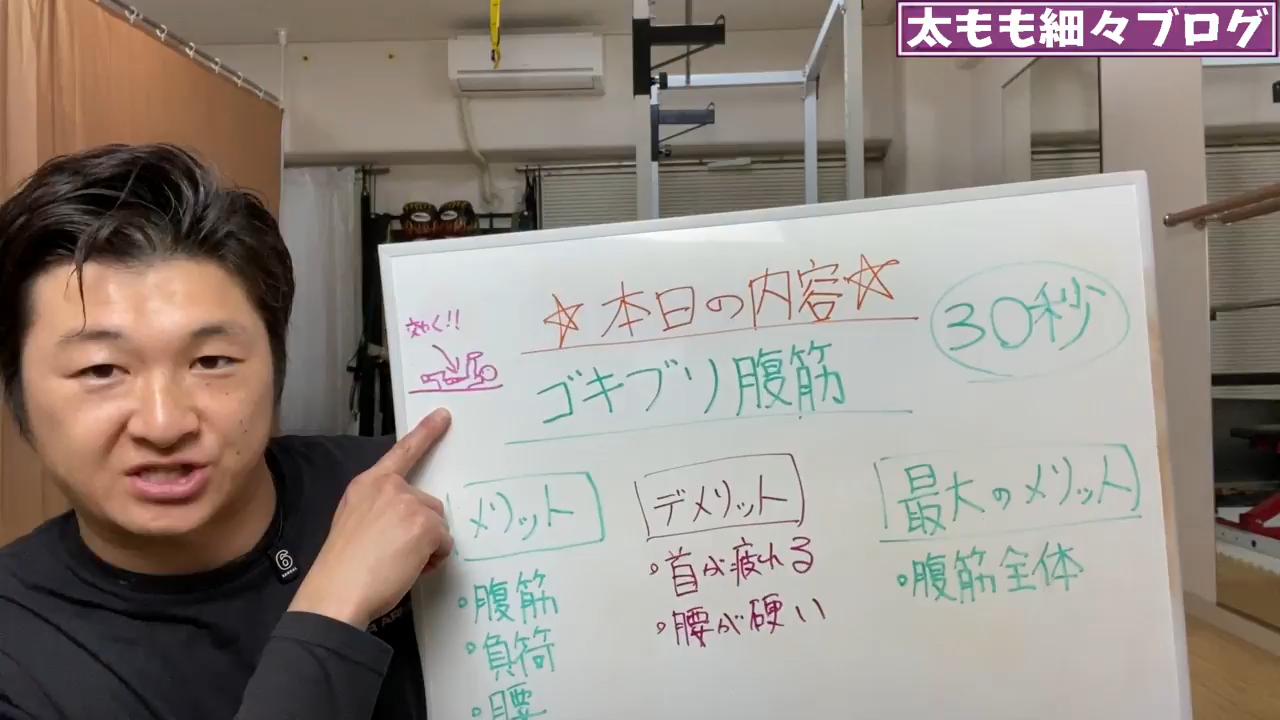 太もも細々ブログ
☆本日の内容☆
30秒
効く!!
ゴキブリ腹筋
メリット
・腹筋
・負荷
・腰
デメリット
・首が疲れる
・腰が硬い
最大のメリット
・腹筋全体
6